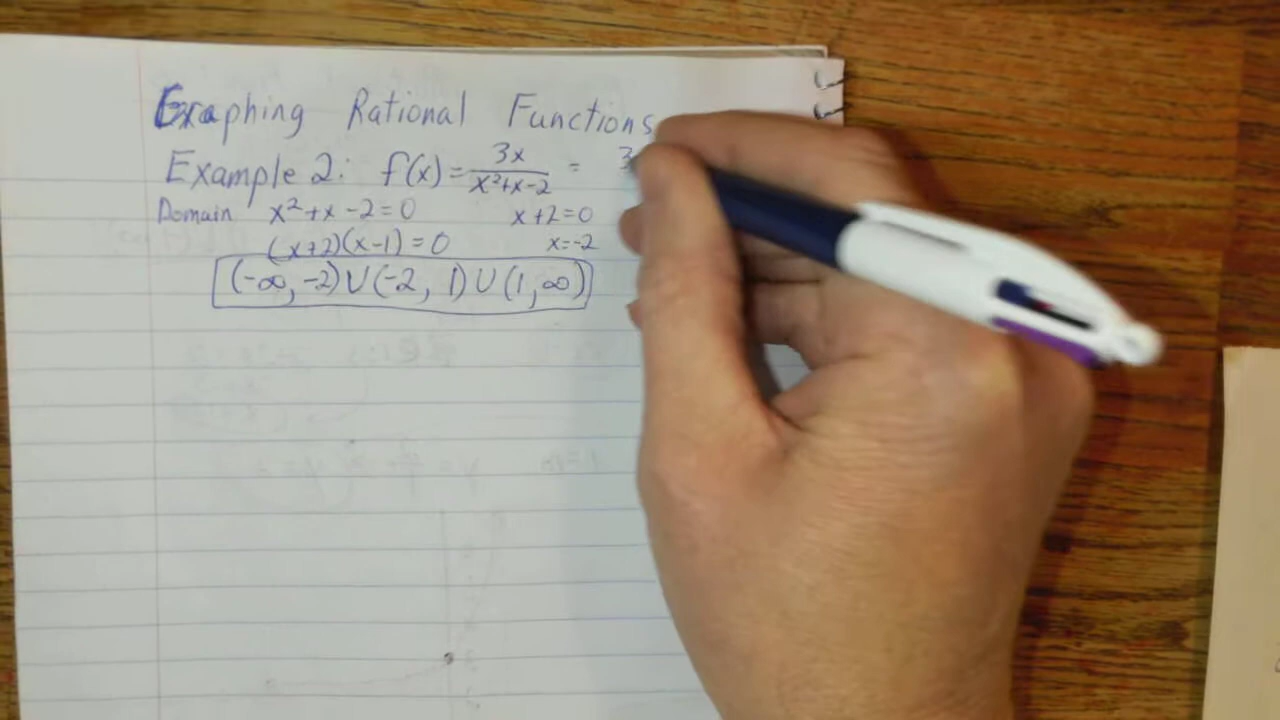 Graphing Rational Functions
Example 2: f(x) = 3x/(x²+x-2) = 3
Domain x²+x-2=0 x+2=0
(x+2)(x-1)=0 x=-2
(-∞,-2)∪(-2, 1)∪(1,∞)